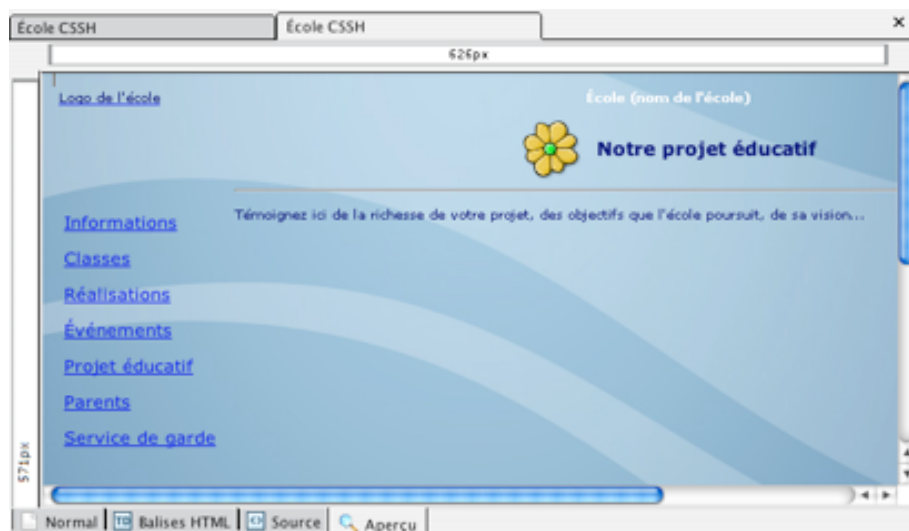 École CSSH
École CSSH
626px
Logo de l'école
École (nom de l'école)
Notre projet éducatif
Témoignez ici de la richesse de votre projet, des objectifs que l'école poursuit, de sa vision...
Informations
Classes
Réalisations
Événements
Projet éducatif
Parents
Service de garde
571px
Normal
TD Balises HTML
Source
Aperçu